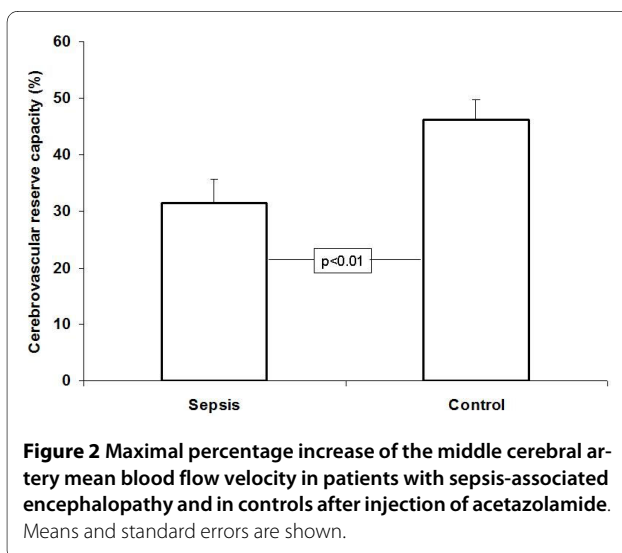 60
50
40
30
20
10
0
Cerebrovascular reserve capacity (%)
p<0.01
Sepsis Control
Figure 2 Maximal percentage increase of the middle cerebral ar-
tery mean blood flow velocity in patients with sepsis-associated
encephalopathy and in controls after injection of acetazolamide.
Means and standard errors are shown.